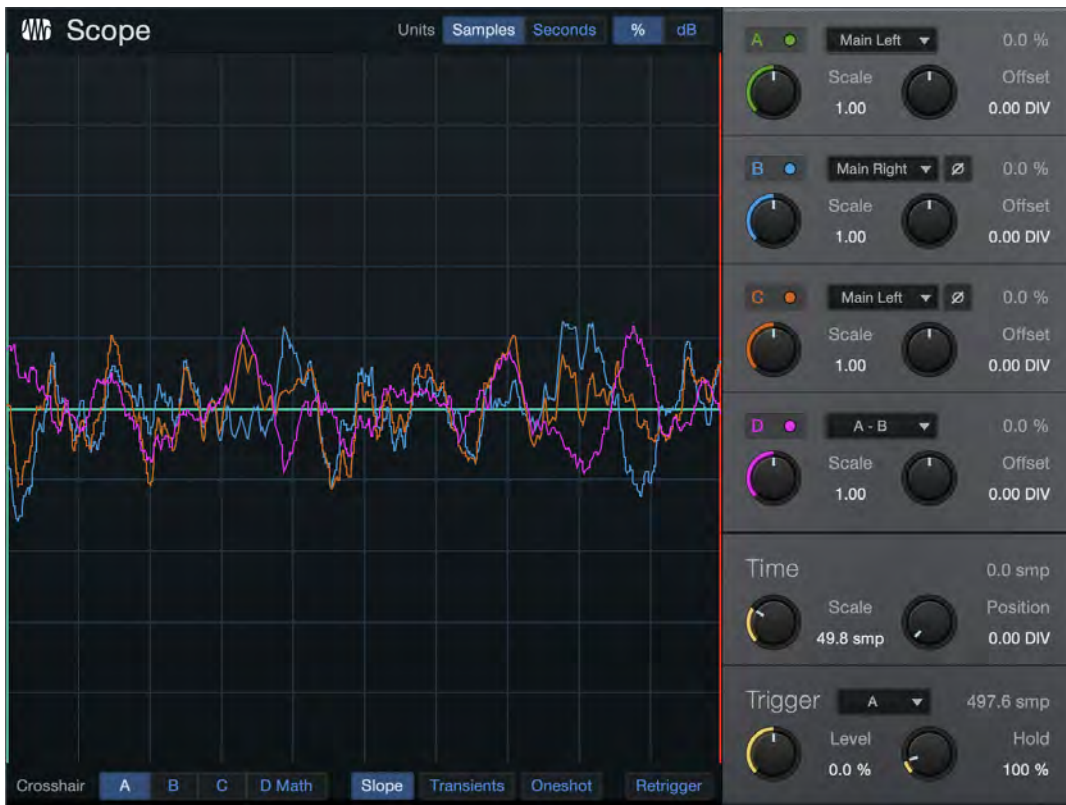 Scope
Units Samples Seconds % dB
A Main Left 0.0 %
Scale Offset
1.00 0.00 DIV
B Main Right Ø 0.0 %
Scale Offset
1.00 0.00 DIV
C Main Left Ø 0.0 %
Scale Offset
1.00 0.00 DIV
D A - B 0.0 %
Scale Offset
1.00 0.00 DIV
Time 0.0 smp
Scale Position
49.8 smp 0.00 DIV
Trigger A 497.6 smp
Level Hold
0.0 % 100 %
Crosshair A B C D Math Slope Transients Oneshot Retrigger